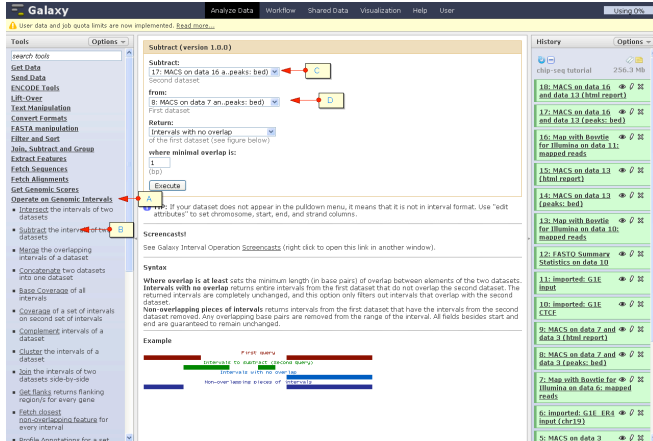 Galaxy
Analyze Data Workflow Shared Data Visualization Help User
Using 0%
User data and job quota limits are now implemented. Read more...
Tools Options
search tools
Get Data
Send Data
ENCODE Tools
Lift-Over
Text Manipulation
Convert Formats
FASTA manipulation
Filter and Sort
Join, Subtract and Group
Extract Features
Fetch Sequences
Fetch Alignments
Get Genomic Scores
Operate on Genomic Intervals
Intersect the intervals of two
datasets
Subtract the intervals of two
datasets
Merge the overlapping
intervals of a dataset
Concatenate two datasets
into one dataset
Base Coverage of all
intervals
Coverage of a set of intervals
on second set of intervals
Complement intervals of a
dataset
Cluster the intervals of a
dataset
Join the intervals of two
datasets side-by-side
Get flanks returns flanking
region/s for every gene
Fetch closest
non-overlapping feature for
every interval
Profile Annotations for a set
A
B
Subtract (version 1.0.0)
Subtract:
17: MACS on data 16 a..peaks: bed)
C
Second dataset
from:
8: MACS on data 7 an..peaks: bed)
D
First dataset
Return:
Intervals with no overlap
of the first dataset (see figure below)
where minimal overlap is:
1
(bp)
Execute
TIP: If your dataset does not appear in the pulldown menu, it means that it is not in interval format. Use "edit
attributes" to set chromosome, start, end, and strand columns.
Screencasts!
See Galaxy Interval Operation Screencasts (right click to open this link in another window).
Syntax
Where overlap is at least sets the minimum length (in base pairs) of overlap between elements of the two datasets.
Intervals with no overlap returns entire intervals from the first dataset that do not overlap the second dataset. The
returned intervals are completely unchanged, and this option only filters out intervals that overlap with the second
dataset.
Non-overlapping pieces of intervals returns intervals from the first dataset that have the intervals from the second
dataset removed. Any overlapping base pairs are removed from the range of the interval. All fields besides start and
end are guaranteed to remain unchanged.
Example
First query
Intervals to subtract (Second Query)
Intervals with no overlap
Non-overlapping pieces of intervals
History Options
chip-seq tutorial 256.3 Mb
18: MACS on data 16
and data 13 (html report)
17: MACS on data 16
and data 13 (peaks: bed)
16: Map with Bowtie
for Illumina on data 11:
mapped reads
15: MACS on data 13
(html report)
14: MACS on data 13
(peaks: bed)
13: Map with Bowtie
for Illumina on data 10:
mapped reads
12: FASTQ Summary
Statistics on data 10
11: imported: G1E
input
10: imported: G1E
CTCF
9: MACS on data 7 and
data 3 (html report)
8: MACS on data 7 and
data 3 (peaks: bed)
7: Map with Bowtie for
Illumina on data 6: mapped
reads
6: imported: G1E_ER4
input (chr19)
5: MACS on data 3